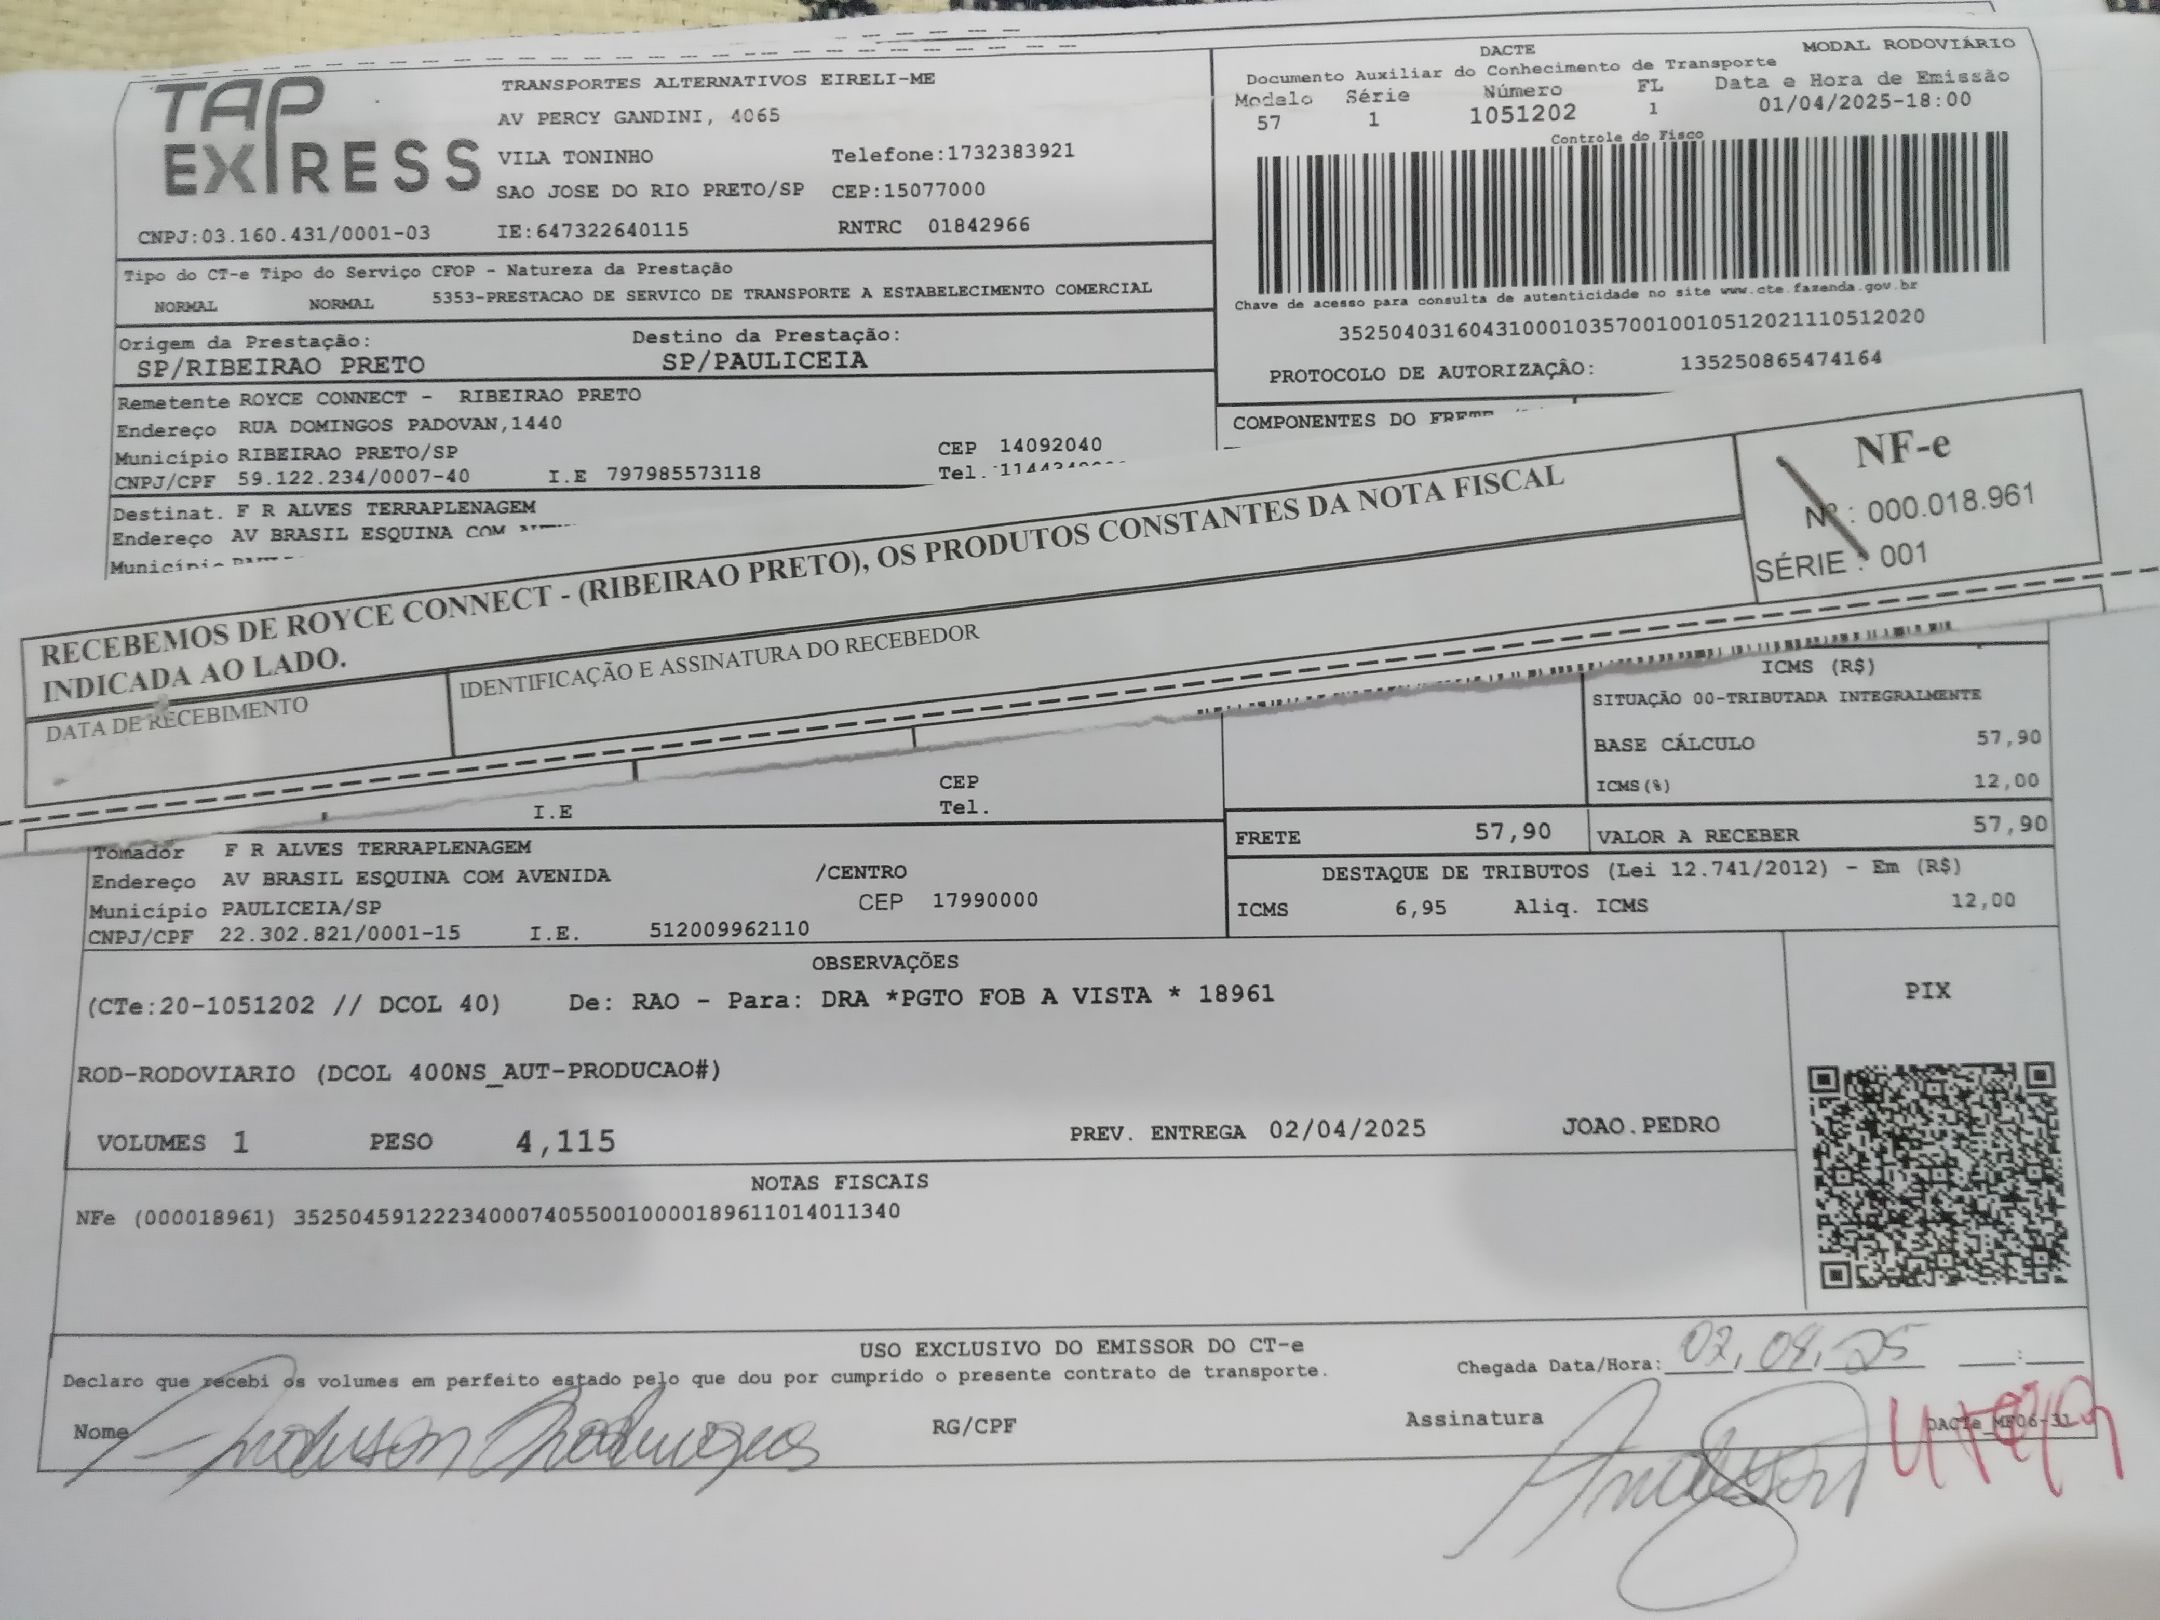 TAP EXPRESS
TRANSPORTES ALTERNATIVOS EIRELI-ME
AV PERCY GANDINI, 4065
VILA TONINHO Telefone:1732383921
SAO JOSE DO RIO PRETO/SP CEP:15077000
CNPJ:03.160.431/0001-03 IE:647322640115 RNTRC 01842966
DACTE MODAL RODOVIÁRIO
Documento Auxiliar do Conhecimento de Transporte
Modelo Série Número FL Data e Hora de Emissão
57 1 1051202 1 01/04/2025-18:00
Controle do Fisco
Chave de acesso para consulta de autenticidade no site www.cte.fazenda.gov.br
35250403160431000103570010010512021110512020
PROTOCOLO DE AUTORIZAÇÂO: 135250865474164
COMPONENTES DO FRETE
Tipo do CT-e Tipo do Serviço CFOP - Natureza da Prestação
NORMAL NORMAL 5353-PRESTACAO DE SERVICO DE TRANSPORTE A ESTABELECIMENTO COMERCIAL
Origem da Prestação: Destino da Prestação:
SP/RIBEIRAO PRETO SP/PAULICEIA
Remetente ROYCE CONNECT - RIBEIRAO PRETO
Endereço RUA DOMINGOS PADOVAN,1440
Município RIBEIRAO PRETO/SP CEP 14092040
CNPJ/CPF 59.122.234/0007-40 I.E 797985573118 Tel.
Destinat. F R ALVES TERRAPLENAGEM
Endereço AV BRASIL ESQUINA COM
Município
RECEBEMOS DE ROYCE CONNECT - (RIBEIRAO PRETO), OS PRODUTOS CONSTANTES DA NOTA FISCAL
INDICADA AO LADO.
DATA DE RECEBIMENTO IDENTIFICAÇÃO E ASSINATURA DO RECEBEDOR
NF-e
Nº : 000.018.961
SÉRIE : 001
ICMS (R$)
SITUAÇÃO 00-TRIBUTADA INTEGRALMENTE
BASE CÁLCULO 57,90
ICMS(%) 12,00
CEP
I.E Tel.
FRETE 57,90 VALOR A RECEBER 57,90
DESTAQUE DE TRIBUTOS (Lei 12.741/2012) - Em (R$)
ICMS 6,95 Aliq. ICMS 12,00
Tomador F R ALVES TERRAPLENAGEM
Endereço AV BRASIL ESQUINA COM AVENIDA /CENTRO
Município PAULICEIA/SP CEP 17990000
CNPJ/CPF 22.302.821/0001-15 I.E. 512009962110
OBSERVAÇÕES
(CTe:20-1051202 // DCOL 40) De: RAO - Para: DRA *PGTO FOB A VISTA * 18961
PIX
ROD-RODOVIARIO (DCOL 400NS_AUT-PRODUCAO#)
VOLUMES 1 PESO 4,115 PREV. ENTREGA 02/04/2025 JOAO.PEDRO
NOTAS FISCAIS
NFe (000018961) 35250459122234000740550010000189611014011340
USO EXCLUSIVO DO EMISSOR DO CT-e
Declaro que recebi os volumes em perfeito estado pelo que dou por cumprido o presente contrato de transporte.
Chegada Data/Hora: 02, 04, 25 :
Nome Anderson Rodrigues RG/CPF Assinatura Anderson